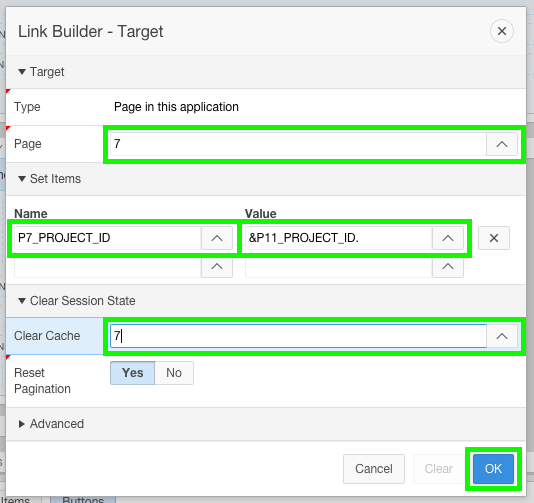 Link Builder - Target
Target
Type Page in this application
Page 7
Set Items
Name Value
P7_PROJECT_ID &P11_PROJECT_ID.
Clear Session State
Clear Cache 7
Reset Pagination Yes No
Advanced
Cancel Clear OK
Items Buttons